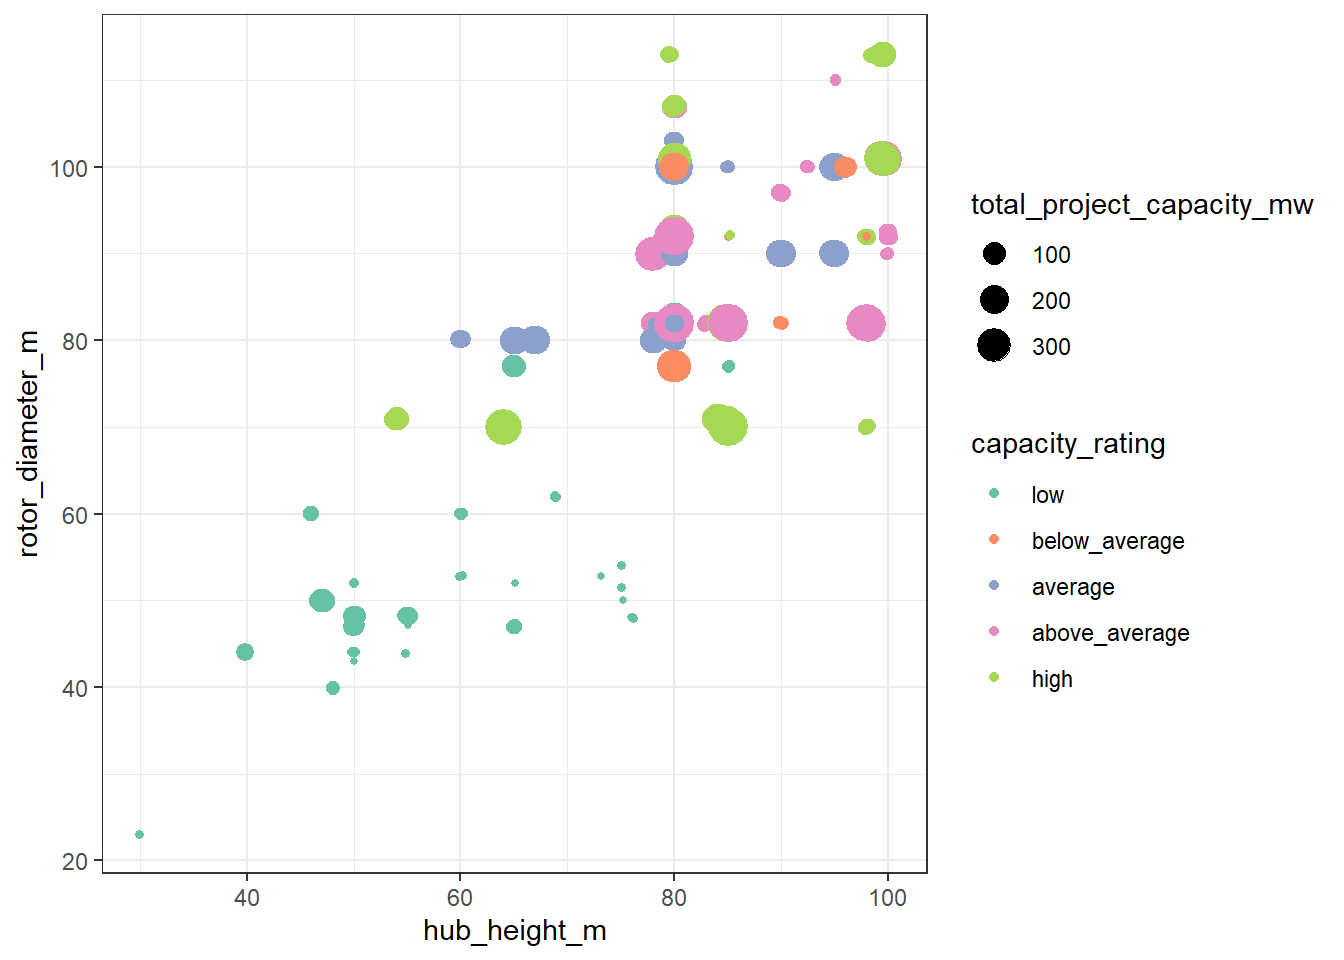 100
80
60
40
20
40 60 80 100
hub_height_m
rotor_diameter_m
total_project_capacity_mw
100
200
300
capacity_rating
low
below_average
average
above_average
high